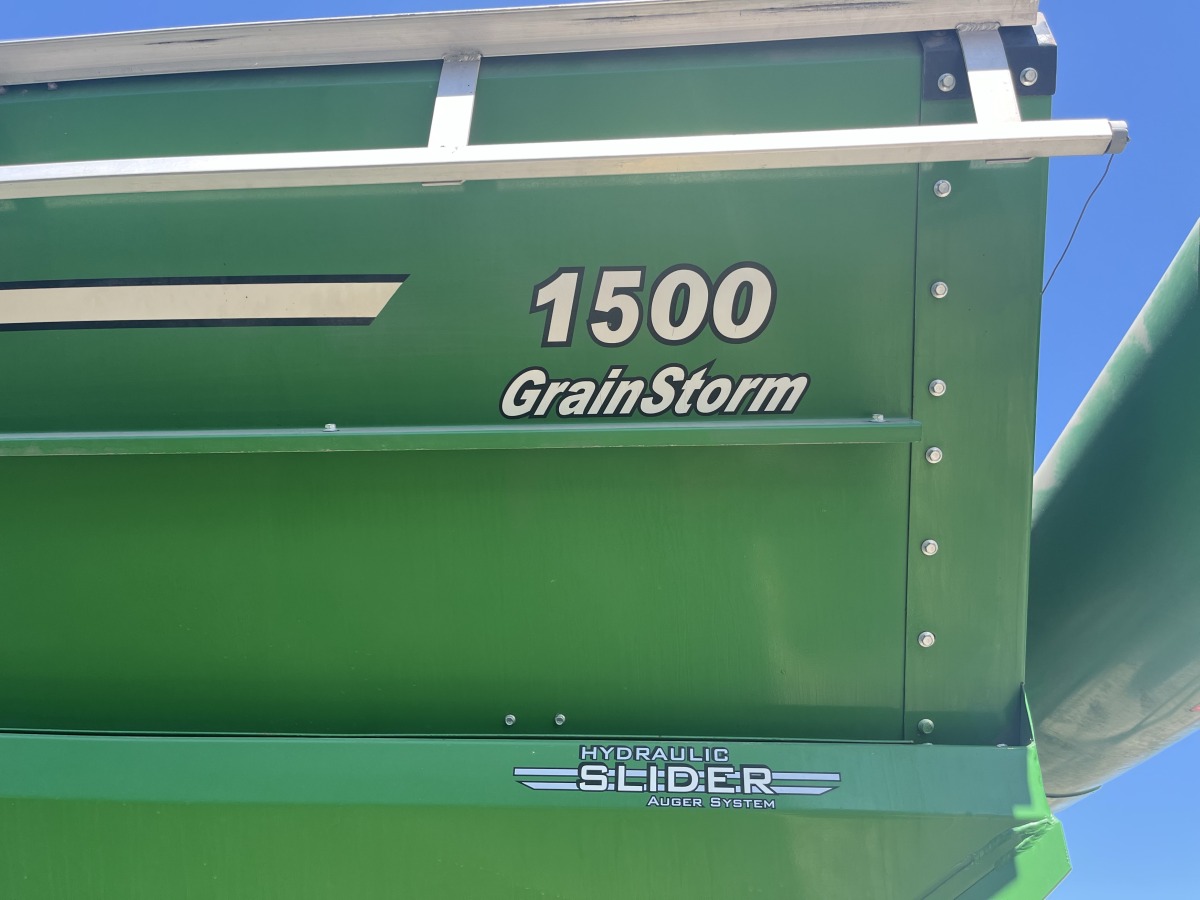 1500
GrainStorm
HYDRAULIC
SLIDER
AUGER SYSTEM